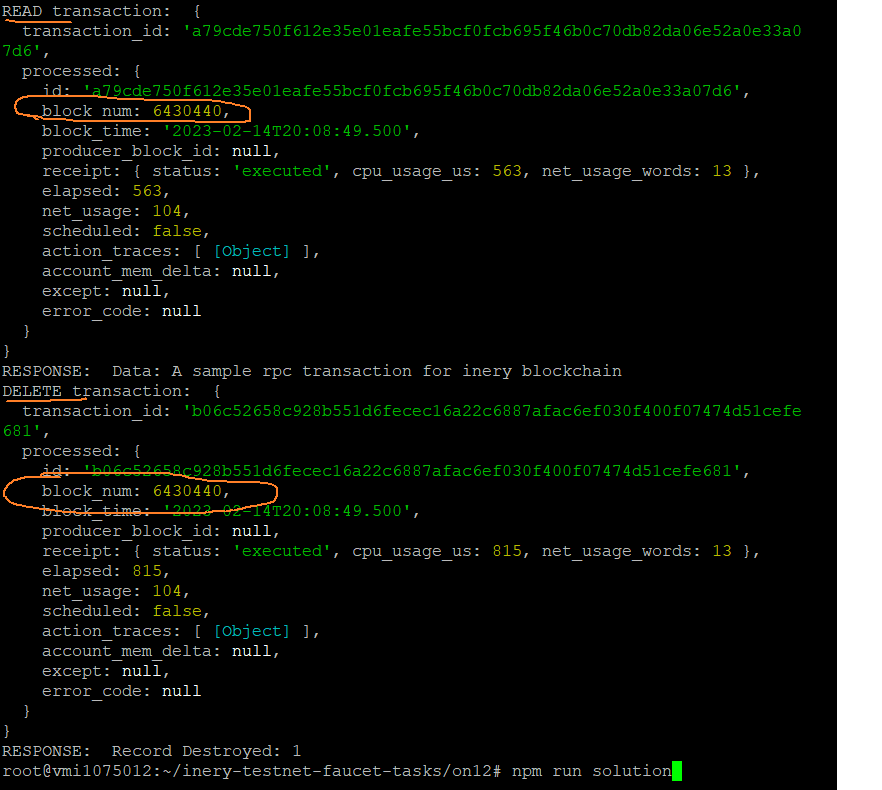 READ transaction:  {
  transaction_id: 'a79cde750f612e35e01eafe55bcf0fcb695f46b0c70db82da06e52a0e33a0
7d6',
  processed: {
    id: 'a79cde750f612e35e01eafe55bcf0fcb695f46b0c70db82da06e52a0e33a07d6',
    block_num: 6430440,
    block_time: '2023-02-14T20:08:49.500',
    producer_block_id: null,
    receipt: { status: 'executed', cpu_usage_us: 563, net_usage_words: 13 },
    elapsed: 563,
    net_usage: 104,
    scheduled: false,
    action_traces: [ [Object] ],
    account_mem_delta: null,
    except: null,
    error_code: null
  }
}
RESPONSE:  Data: A sample rpc transaction for inery blockchain
DELETE transaction:  {
  transaction_id: 'b06c52658c928b551d6fecec16a22c6887afac6ef030f400f07474d51cefe
681',
  processed: {
    id: 'b06c52658c928b551d6fecec16a22c6887afac6ef030f400f07474d51cefe681',
    block_num: 6430440,
    block_time: '2023-02-14T20:08:49.500',
    producer_block_id: null,
    receipt: { status: 'executed', cpu_usage_us: 815, net_usage_words: 13 },
    elapsed: 815,
    net_usage: 104,
    scheduled: false,
    action_traces: [ [Object] ],
    account_mem_delta: null,
    except: null,
    error_code: null
  }
}
RESPONSE:  Record Destroyed: 1
root@vmi1075012:~/inery-testnet-faucet-tasks/on12# npm run solution